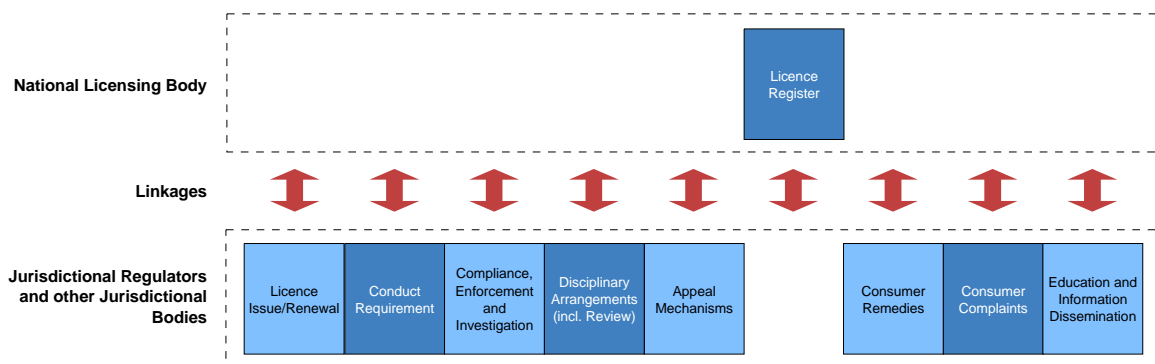 National Licensing Body
Licence
Register
Linkages
Jurisdictional Regulators
and other Jurisdictional
Bodies
Licence
Issue/Renewal
Conduct
Requirement
Compliance,
Enforcement
and
Investigation
Disciplinary
Arrangements
(incl. Review)
Appeal
Mechanisms
Consumer
Remedies
Consumer
Complaints
Education and
Information
Dissemination